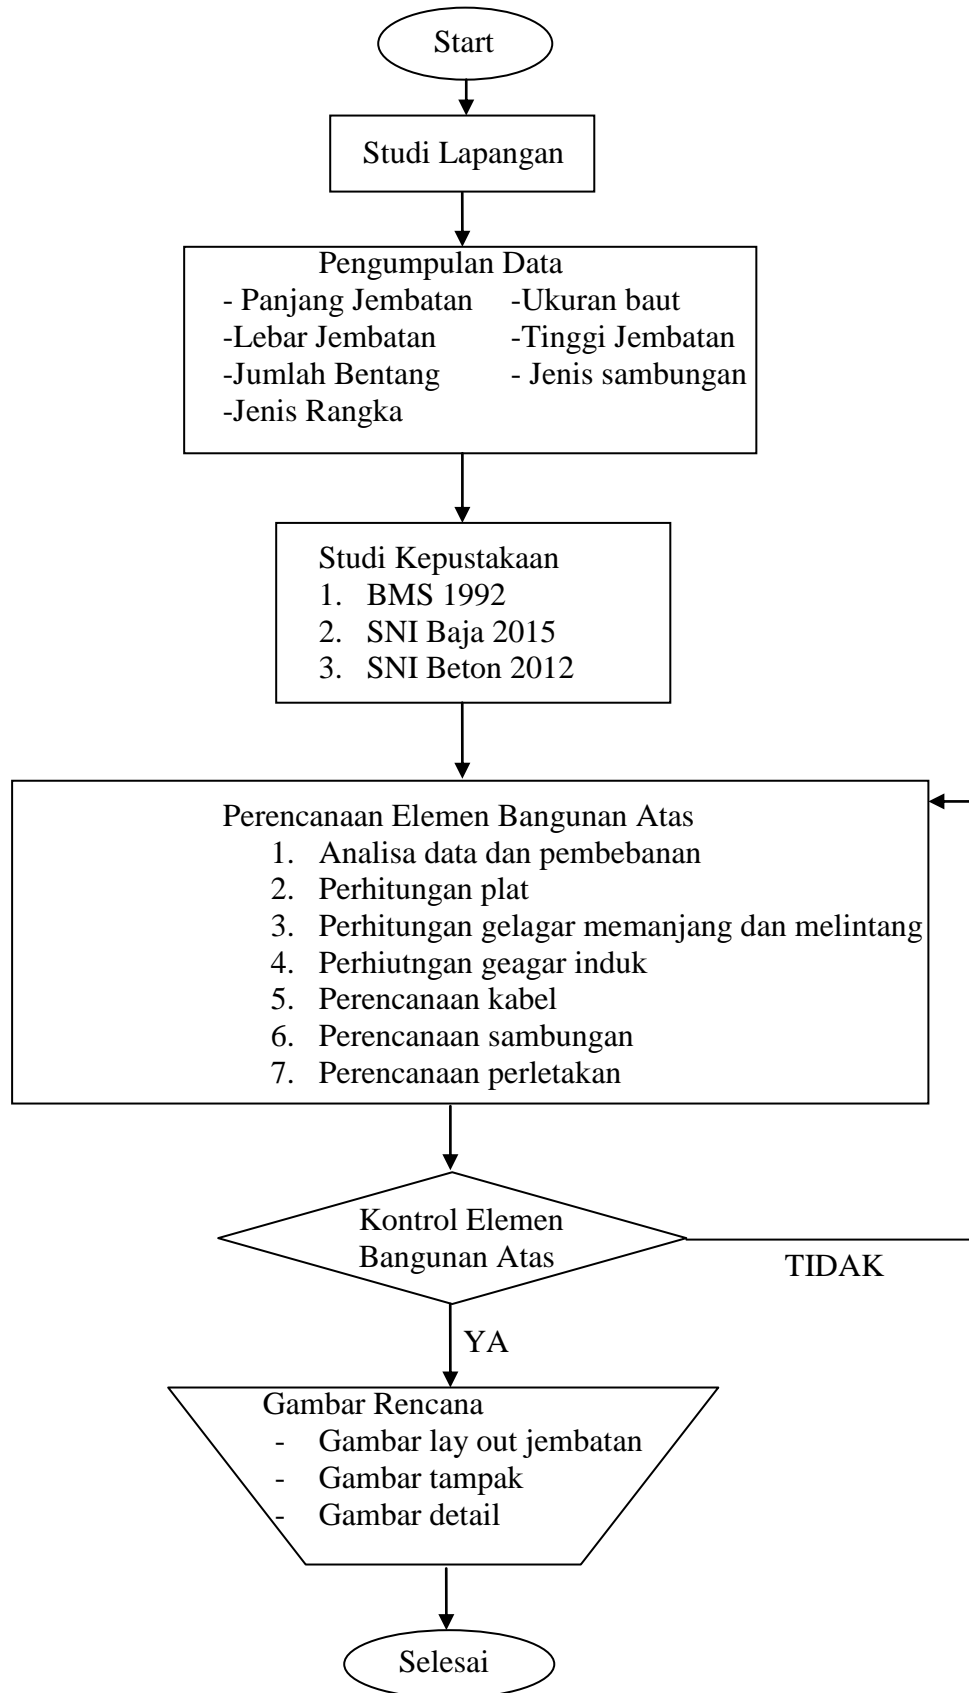 Start
Studi Lapangan
Pengumpulan Data
- Panjang Jembatan -Ukuran baut
-Lebar Jembatan -Tinggi Jembatan
-Jumlah Bentang - Jenis sambungan
-Jenis Rangka
Studi Kepustakaan
1. BMS 1992
2. SNI Baja 2015
3. SNI Beton 2012
Perencanaan Elemen Bangunan Atas
1. Analisa data dan pembebanan
2. Perhitungan plat
3. Perhitungan gelagar memanjang dan melintang
4. Perhiutngan geagar induk
5. Perencanaan kabel
6. Perencanaan sambungan
7. Perencanaan perletakan
Kontrol Elemen
Bangunan Atas
TIDAK
YA
Gambar Rencana
- Gambar lay out jembatan
- Gambar tampak
- Gambar detail
Selesai